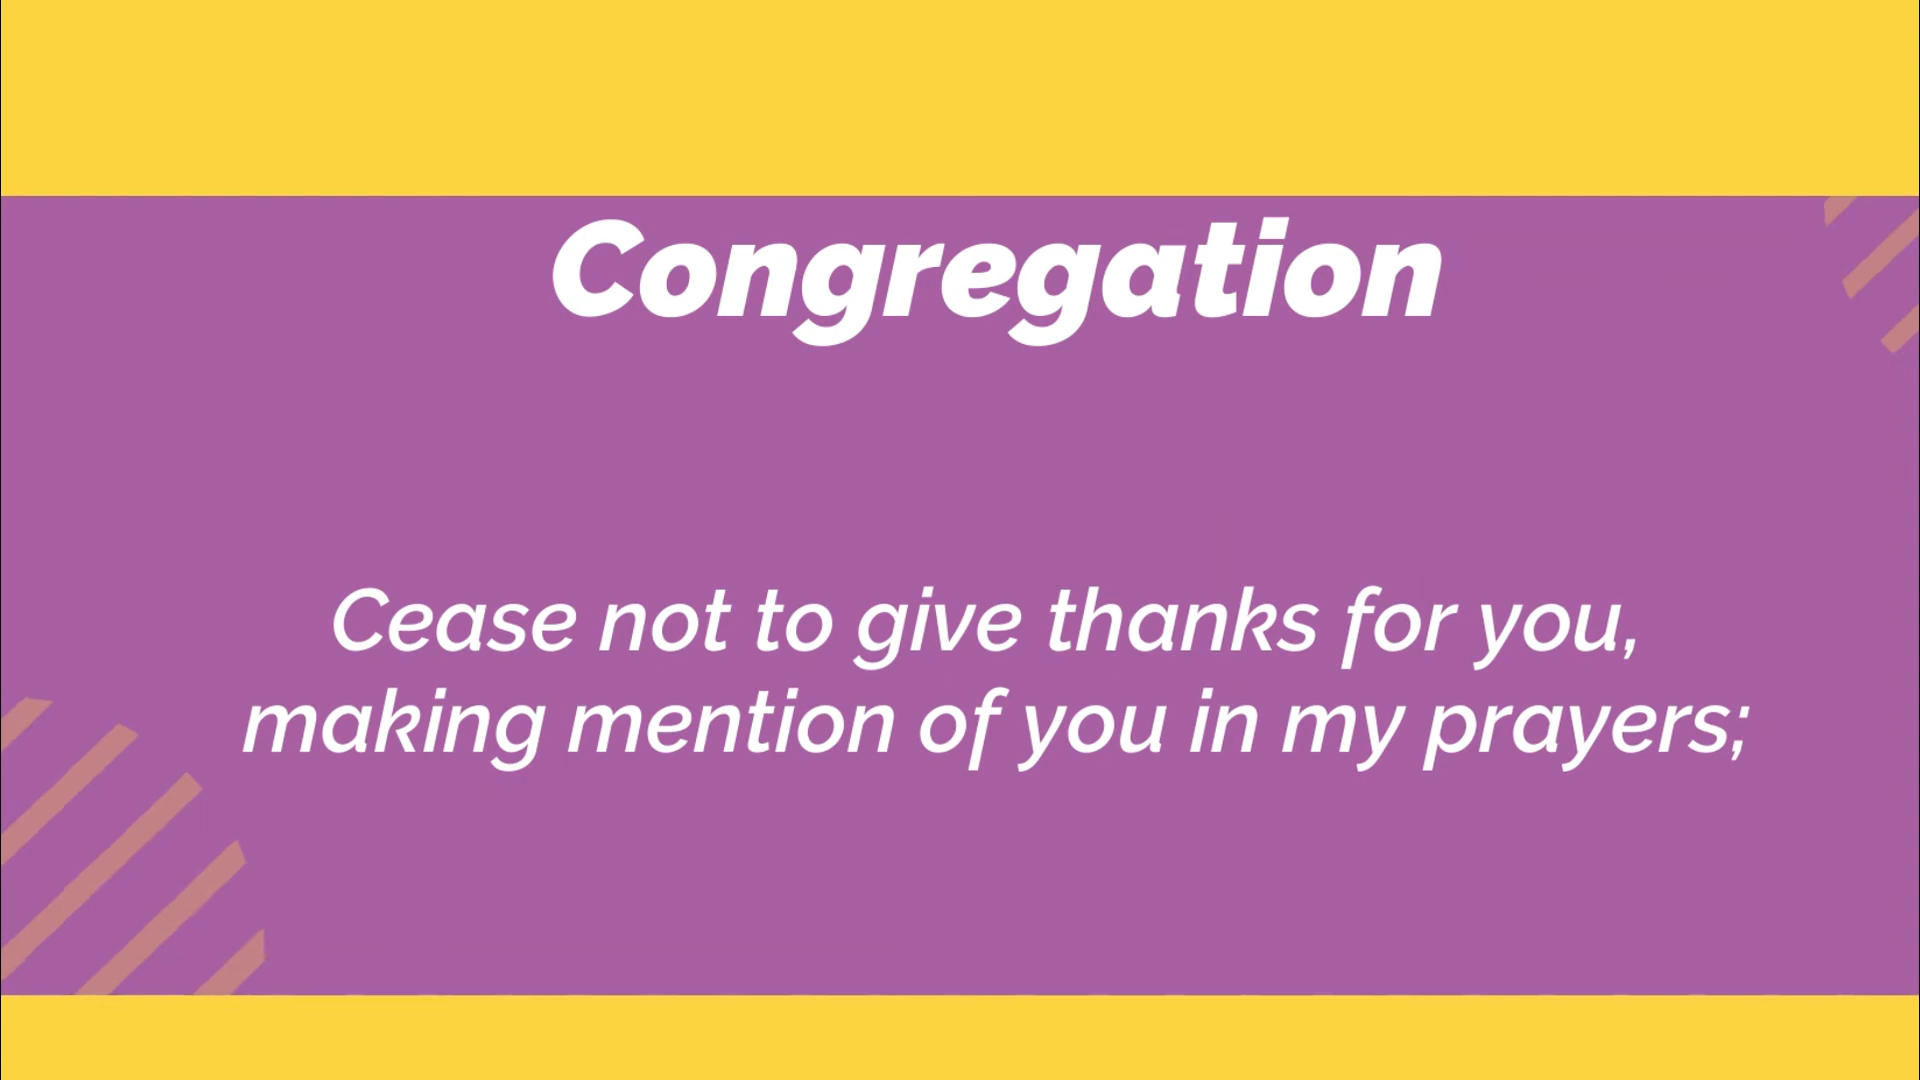 Congregation
Cease not to give thanks for you,
making mention of you in my prayers;